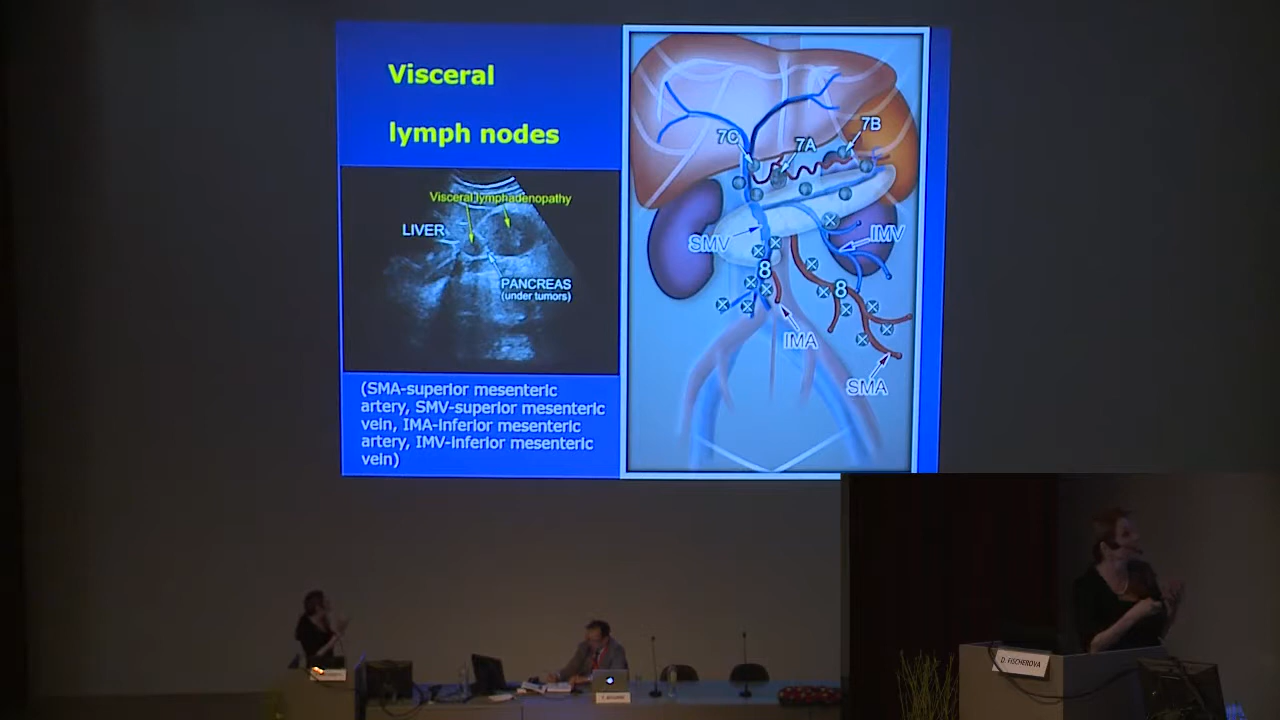 Visceral
lymph nodes
Visceral lymphadenopathy
LIVER
PANCREAS
(under tumors)
(SMA-superior mesenteric
artery, SMV-superior mesenteric
vein, IMA-inferior mesenteric
artery, IMV-inferior mesenteric
vein)
7C
7A
7B
SMV
IMV
8
8
IMA
SMA
D. FISCHEROVA